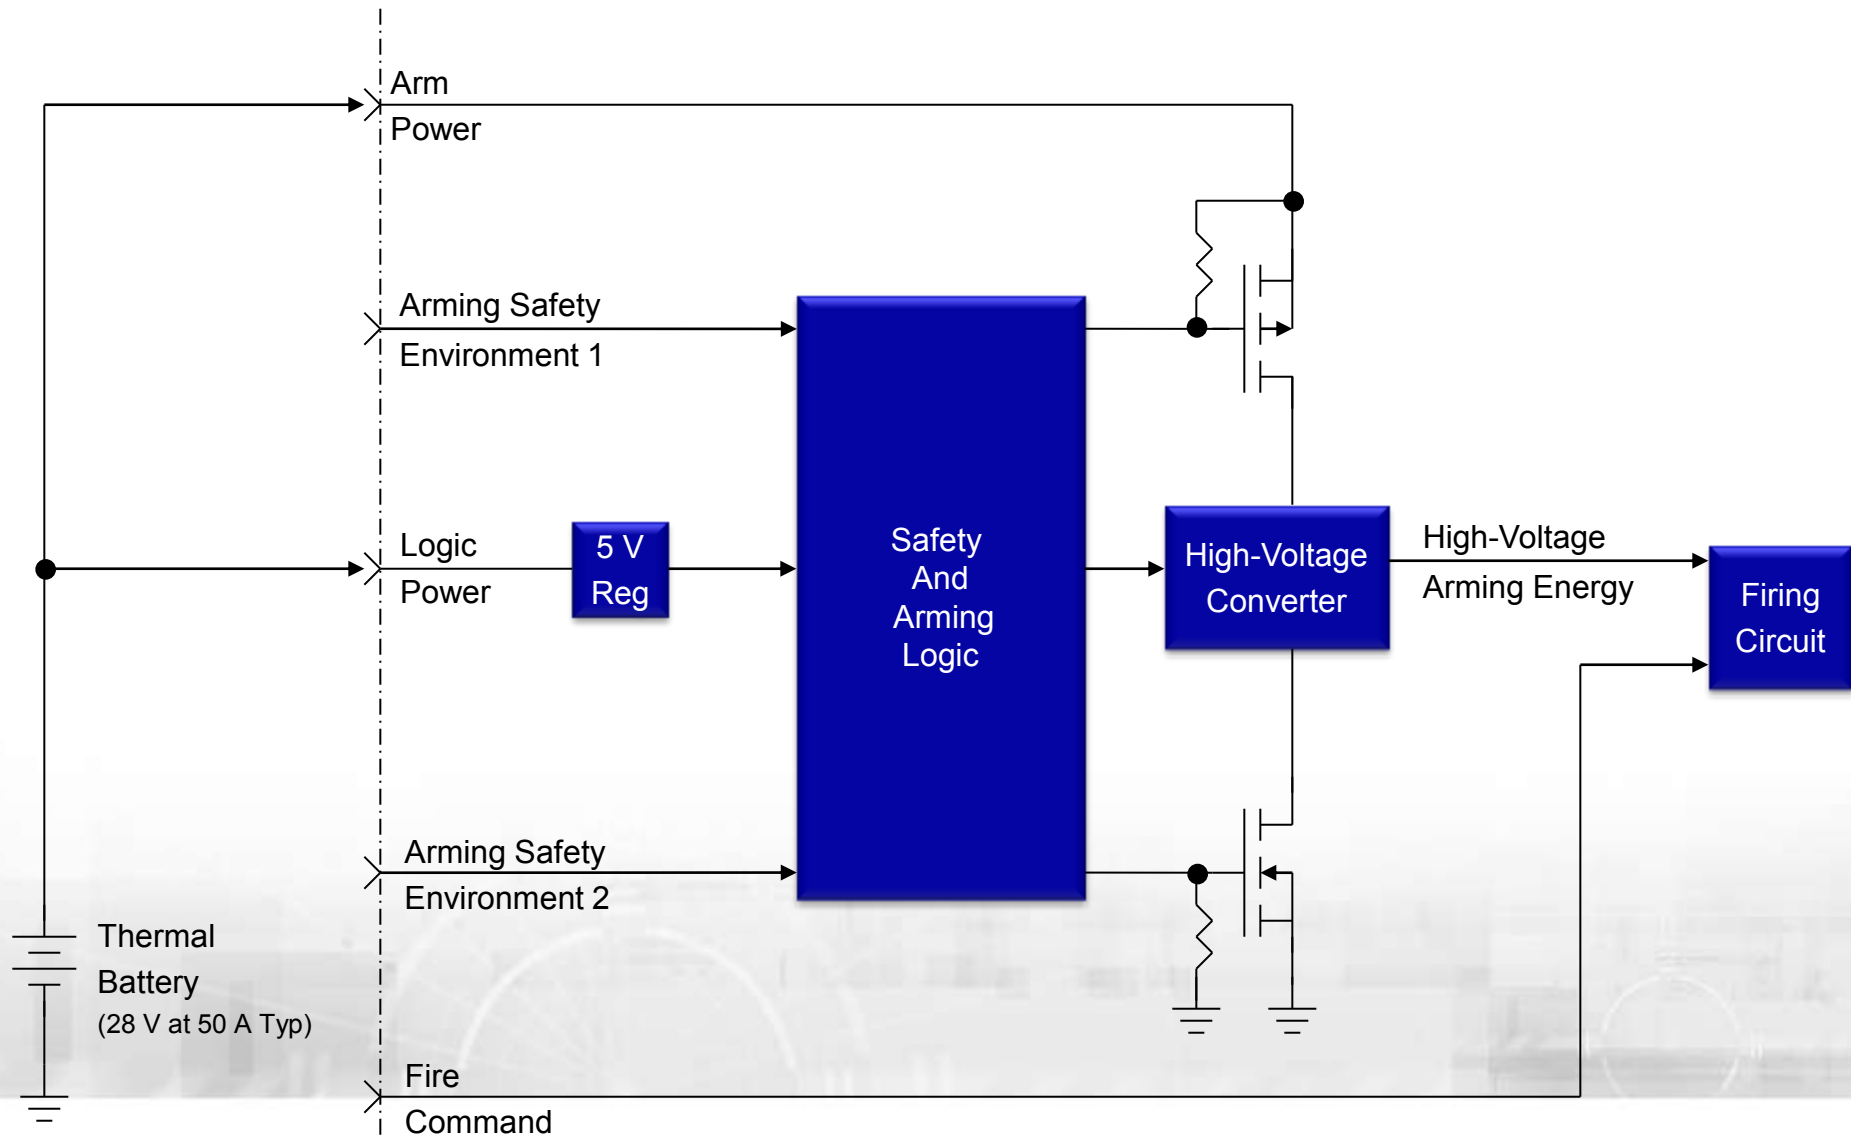 Arm
Power
Arming Safety
Environment 1
Logic
Power
5 V
Reg
Safety
And
Arming
Logic
High-Voltage
Converter
High-Voltage
Arming Energy
Firing
Circuit
Arming Safety
Environment 2
Thermal
Battery
(28 V at 50 A Typ)
Fire
Command